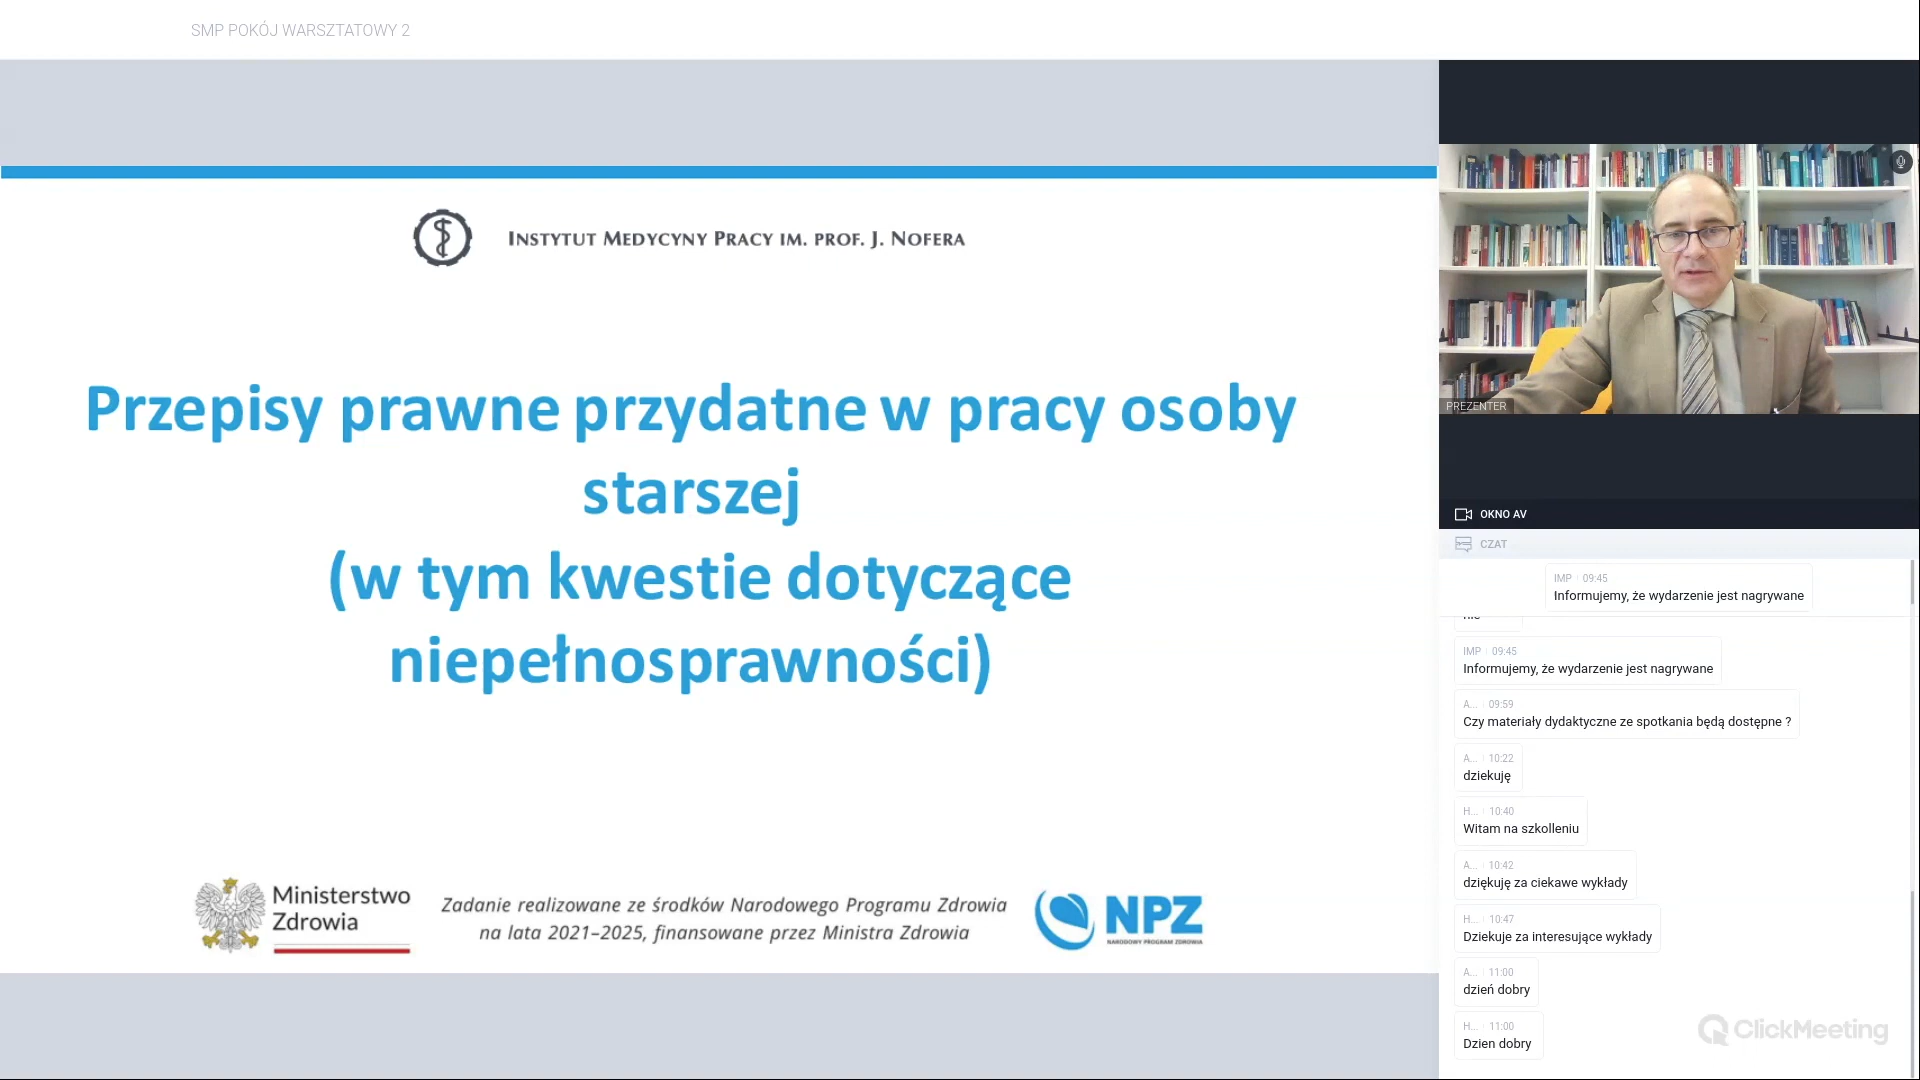 SMP POKÓJ WARSZTATOWY 2
INSTYTUT MEDYCYNY PRACY IM. PROF. J. NOFERA
Przepisy prawne przydatne w pracy osoby
starszej
(w tym kwestie dotyczące
niepełnosprawności)
Ministerstwo
Zdrowia
Zadanie realizowane ze środków Narodowego Programu Zdrowia
na lata 2021–2025, finansowane przez Ministra Zdrowia
NPZ
NARODOWY PROGRAM ZDROWIA
PREZENTER
OKNO AV
CZAT
IMP 09:45
Informujemy, że wydarzenie jest nagrywane
nie
IMP 09:45
Informujemy, że wydarzenie jest nagrywane
A... 09:59
Czy materiały dydaktyczne ze spotkania będą dostępne ?
A... 10:22
dziekuję
H... 10:40
Witam na szkolleniu
A... 10:42
dziękuję za ciekawe wykłady
H... 10:47
Dziekuje za interesujące wykłady
A... 11:00
dzień dobry
H... 11:00
Dzien dobry
ClickMeeting